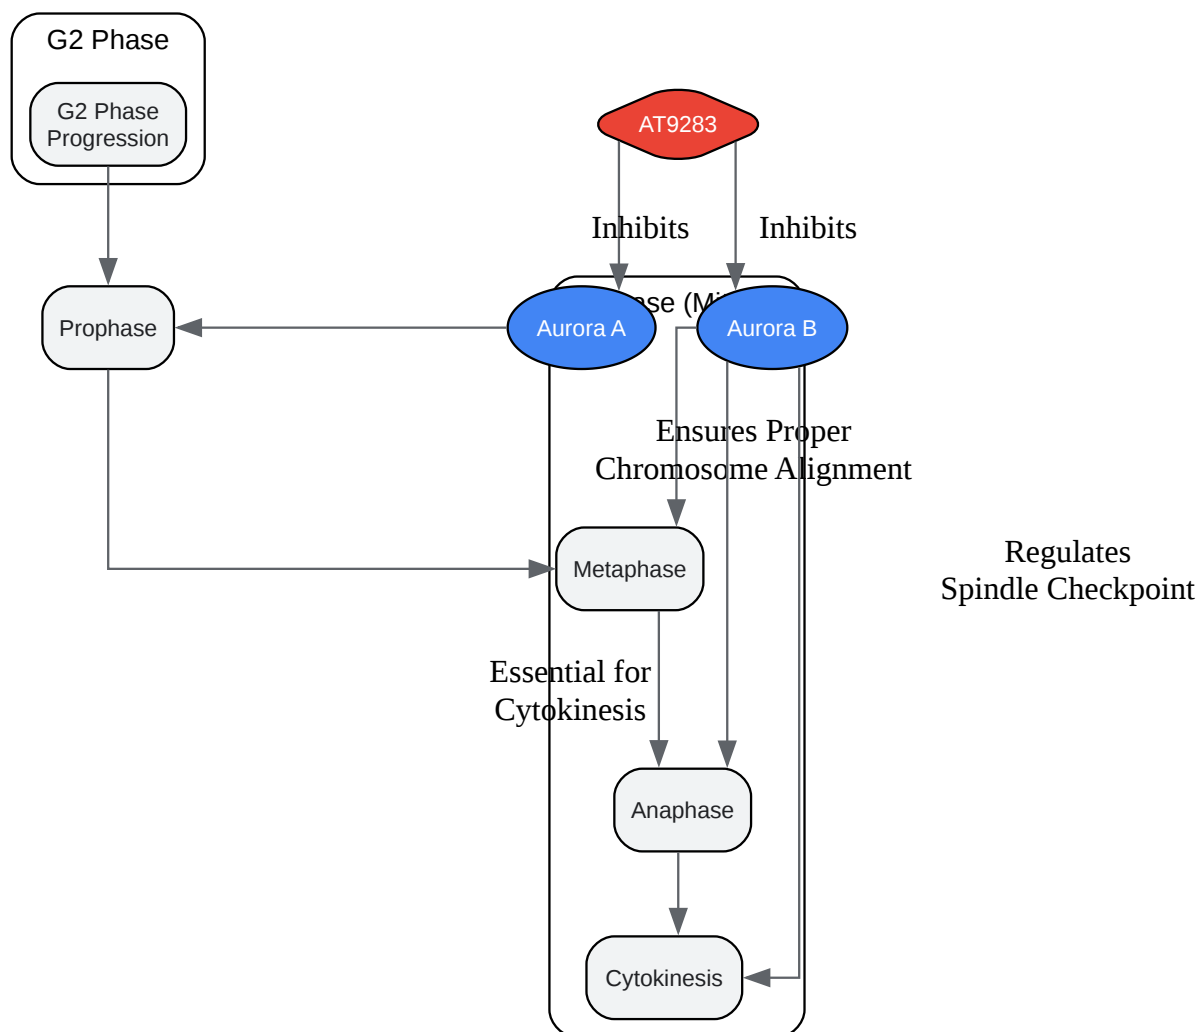 G2 Phase
G2 Phase
Progression
AT9283
Inhibits
Inhibits
Prophase
Aurora A
Aurora B
Ensures Proper
Chromosome Alignment
Metaphase
Regulates
Spindle Checkpoint
Essential for
Cytokinesis
Anaphase
Cytokinesis